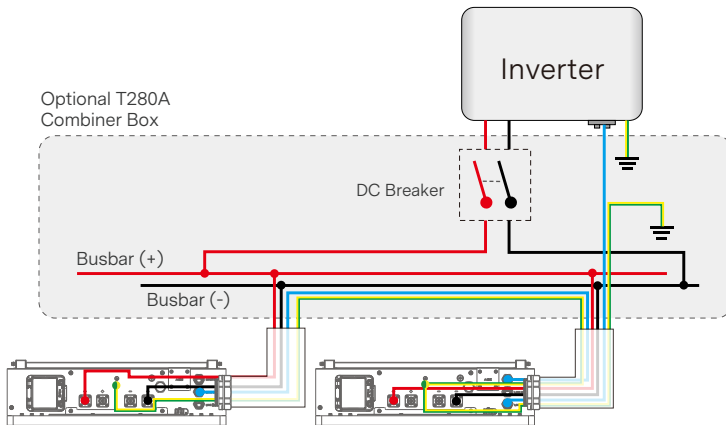 Inverter
Optional T280A
Combiner Box
DC Breaker
Busbar (+)
Busbar (-)